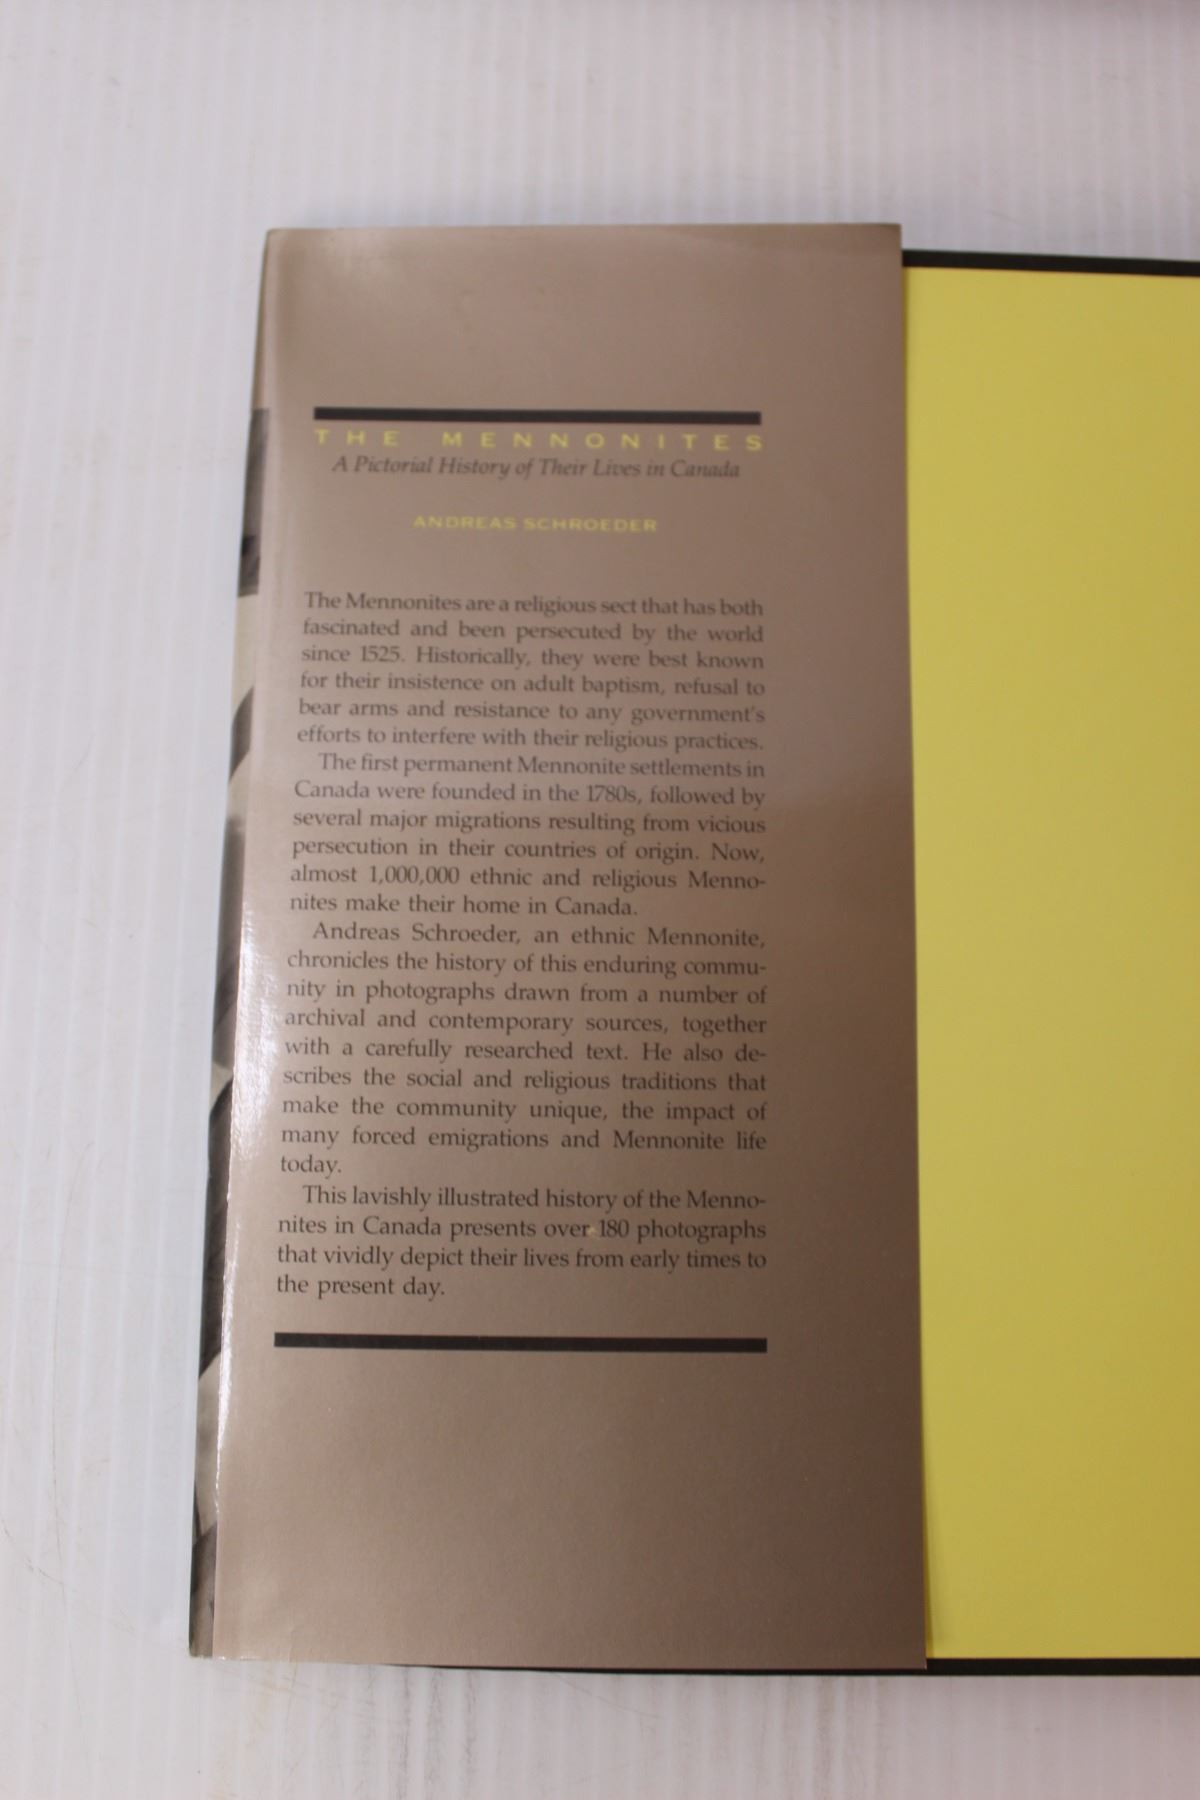 THE MENNONITES
A Pictorial History of Their Lives in Canada
ANDREAS SCHROEDER
The Mennonites are a religious sect that has both
fascinated and been persecuted by the world
since 1525. Historically, they were best known
for their insistence on adult baptism, refusal to
bear arms and resistance to any government's
efforts to interfere with their religious practices.
The first permanent Mennonite settlements in
Canada were founded in the 1780s, followed by
several major migrations resulting from vicious
persecution in their countries of origin. Now,
almost 1,000,000 ethnic and religious Menno-
nites make their home in Canada.
Andreas Schroeder, an ethnic Mennonite,
chronicles the history of this enduring commu-
nity in photographs drawn from a number of
archival and contemporary sources, together
with a carefully researched text. He also de-
scribes the social and religious traditions that
make the community unique, the impact of
many forced emigrations and Mennonite life
today.
This lavishly illustrated history of the Menno-
nites in Canada presents over 180 photographs
that vividly depict their lives from early times to
the present day.